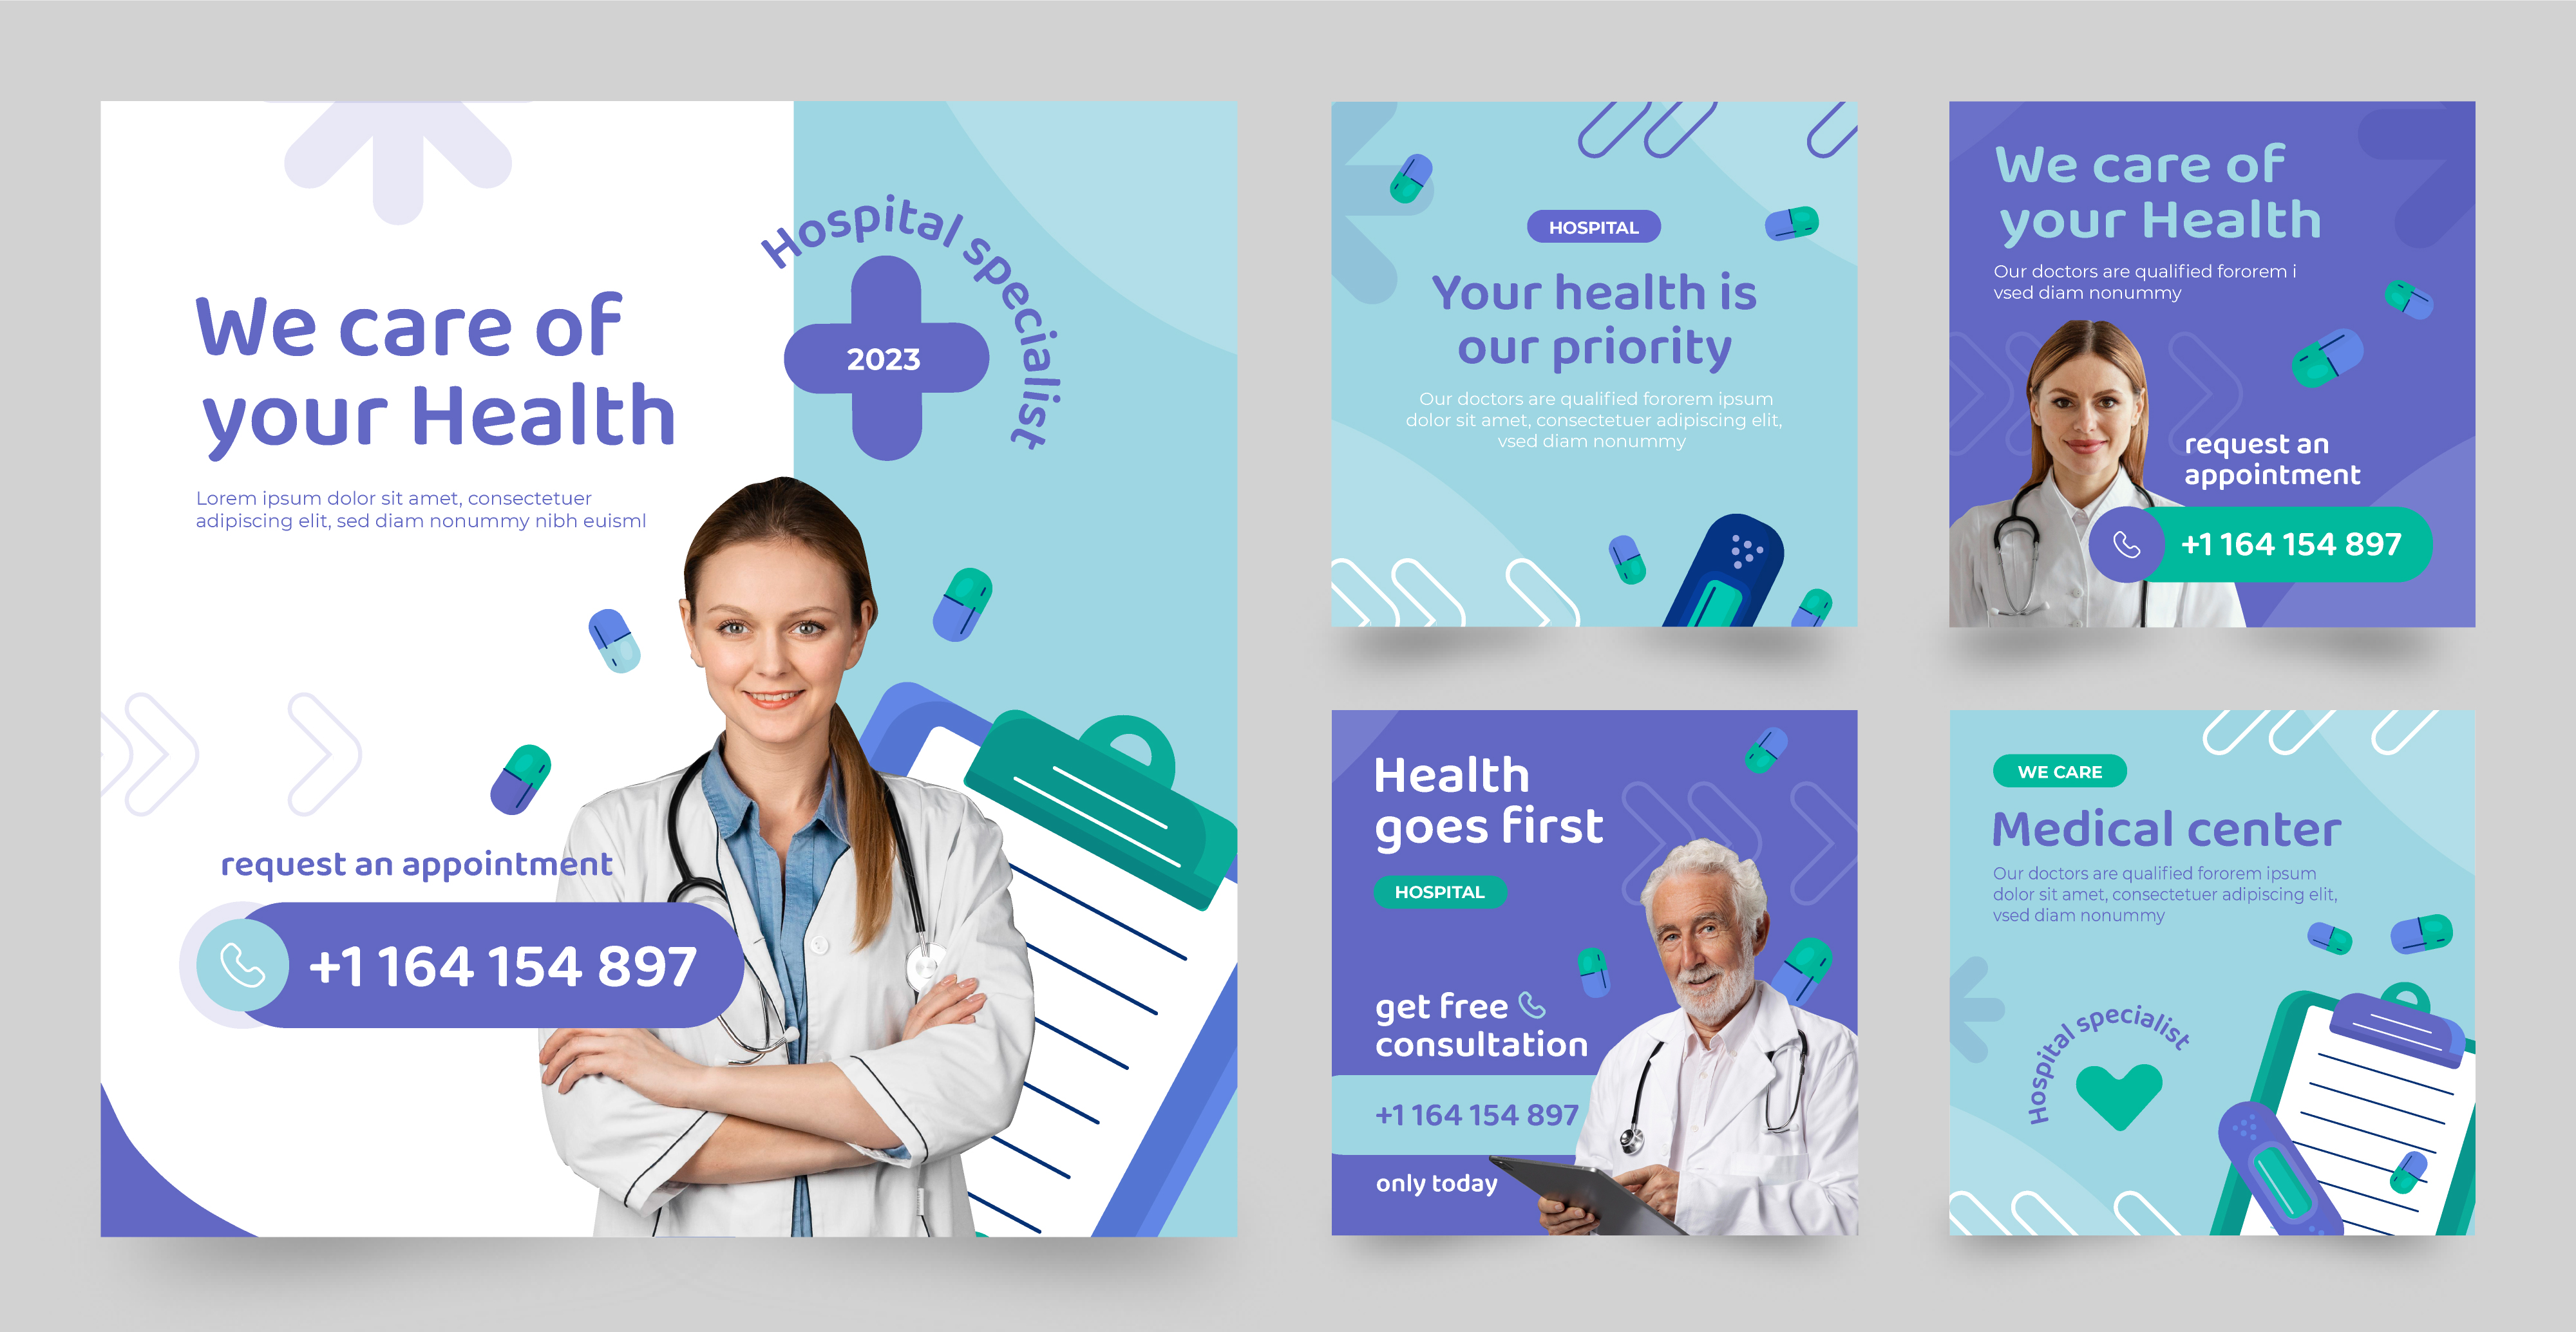 We care of
your Health
Lorem ipsum dolor sit amet, consectetuer
adipiscing elit, sed diam nonummy nibh euisml
Hospital specialist
2023
request an appointment
+1 164 154 897
HOSPITAL
Your health is
our priority
Our doctors are qualified fororem ipsum
dolor sit amet, consectetuer adipiscing elit,
vsed diam nonummy
We care of
your Health
Our doctors are qualified fororem i
vsed diam nonummy
request an
appointment
+1 164 154 897
Health
goes first
HOSPITAL
get free
consultation
+1 164 154 897
only today
WE CARE
Medical center
Our doctors are qualified fororem ipsum
dolor sit amet, consectetuer adipiscing elit,
vsed diam nonummy
Hospital specialist